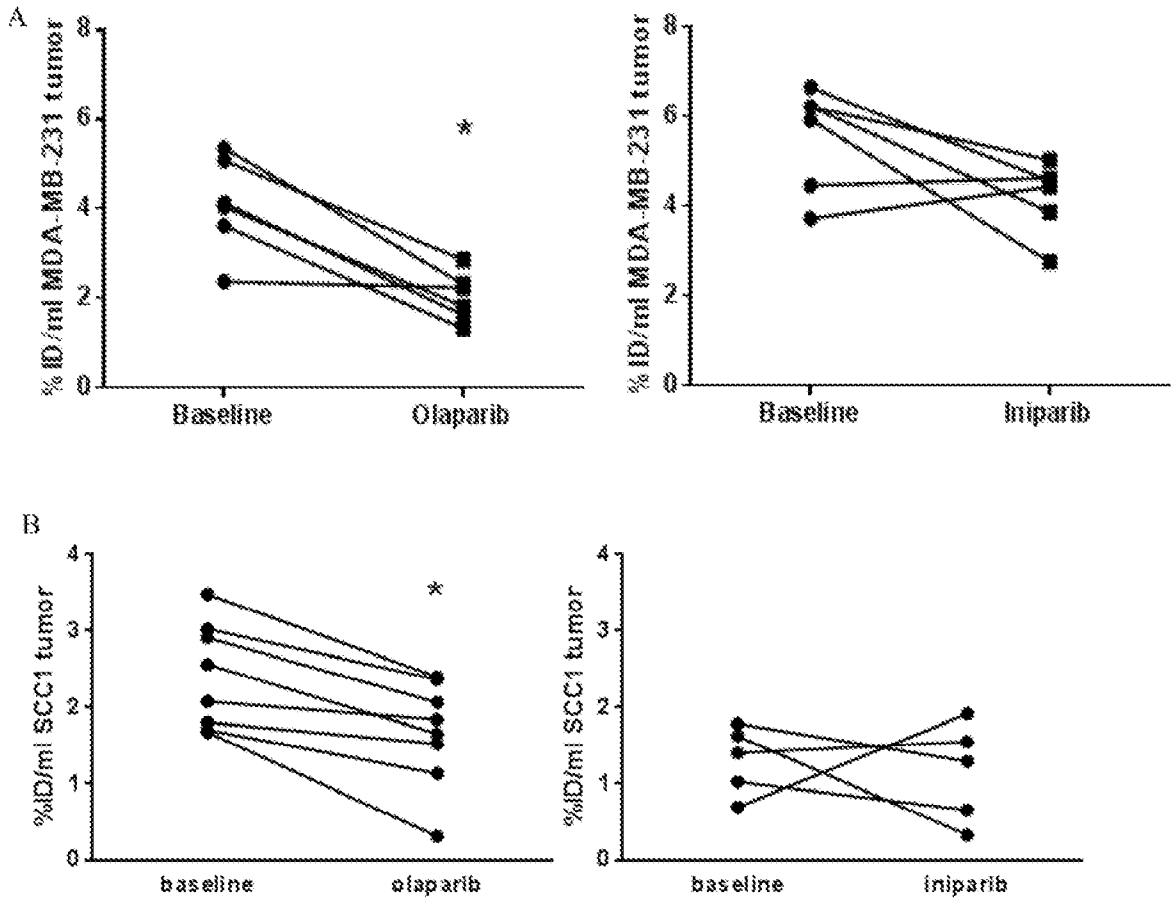 A
%ID/ml MDA-MB-231 tumor
8
6
4
2
0
*
Baseline
Olaparib
%ID/ml MDA-MB-231 tumor
8
6
4
2
0
Baseline
Iniparib
B
%ID/ml SCC1 tumor
4
3
2
1
0
*
baseline
olaparib
%ID/ml SCC1 tumor
4
3
2
1
0
baseline
iniparib